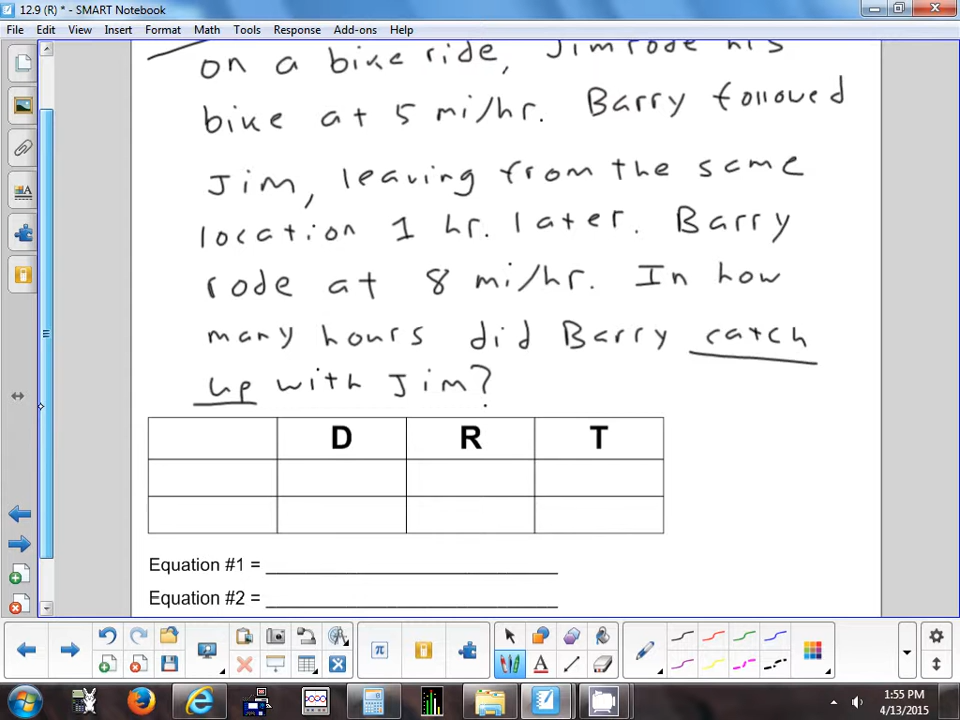 12.9 (R) * - SMART Notebook
File Edit View Insert Format Math Tools Response Add-ons Help
on a bike ride, Jim rode his
bike at 5 mi/hr. Barry followed
Jim, leaving from the same
location 1 hr. later. Barry
rode at 8 mi/hr. In how
many hours did Barry catch
up with Jim?
D R T
Equation #1 = ____________________________
Equation #2 = ____________________________
1:55 PM
4/13/2015